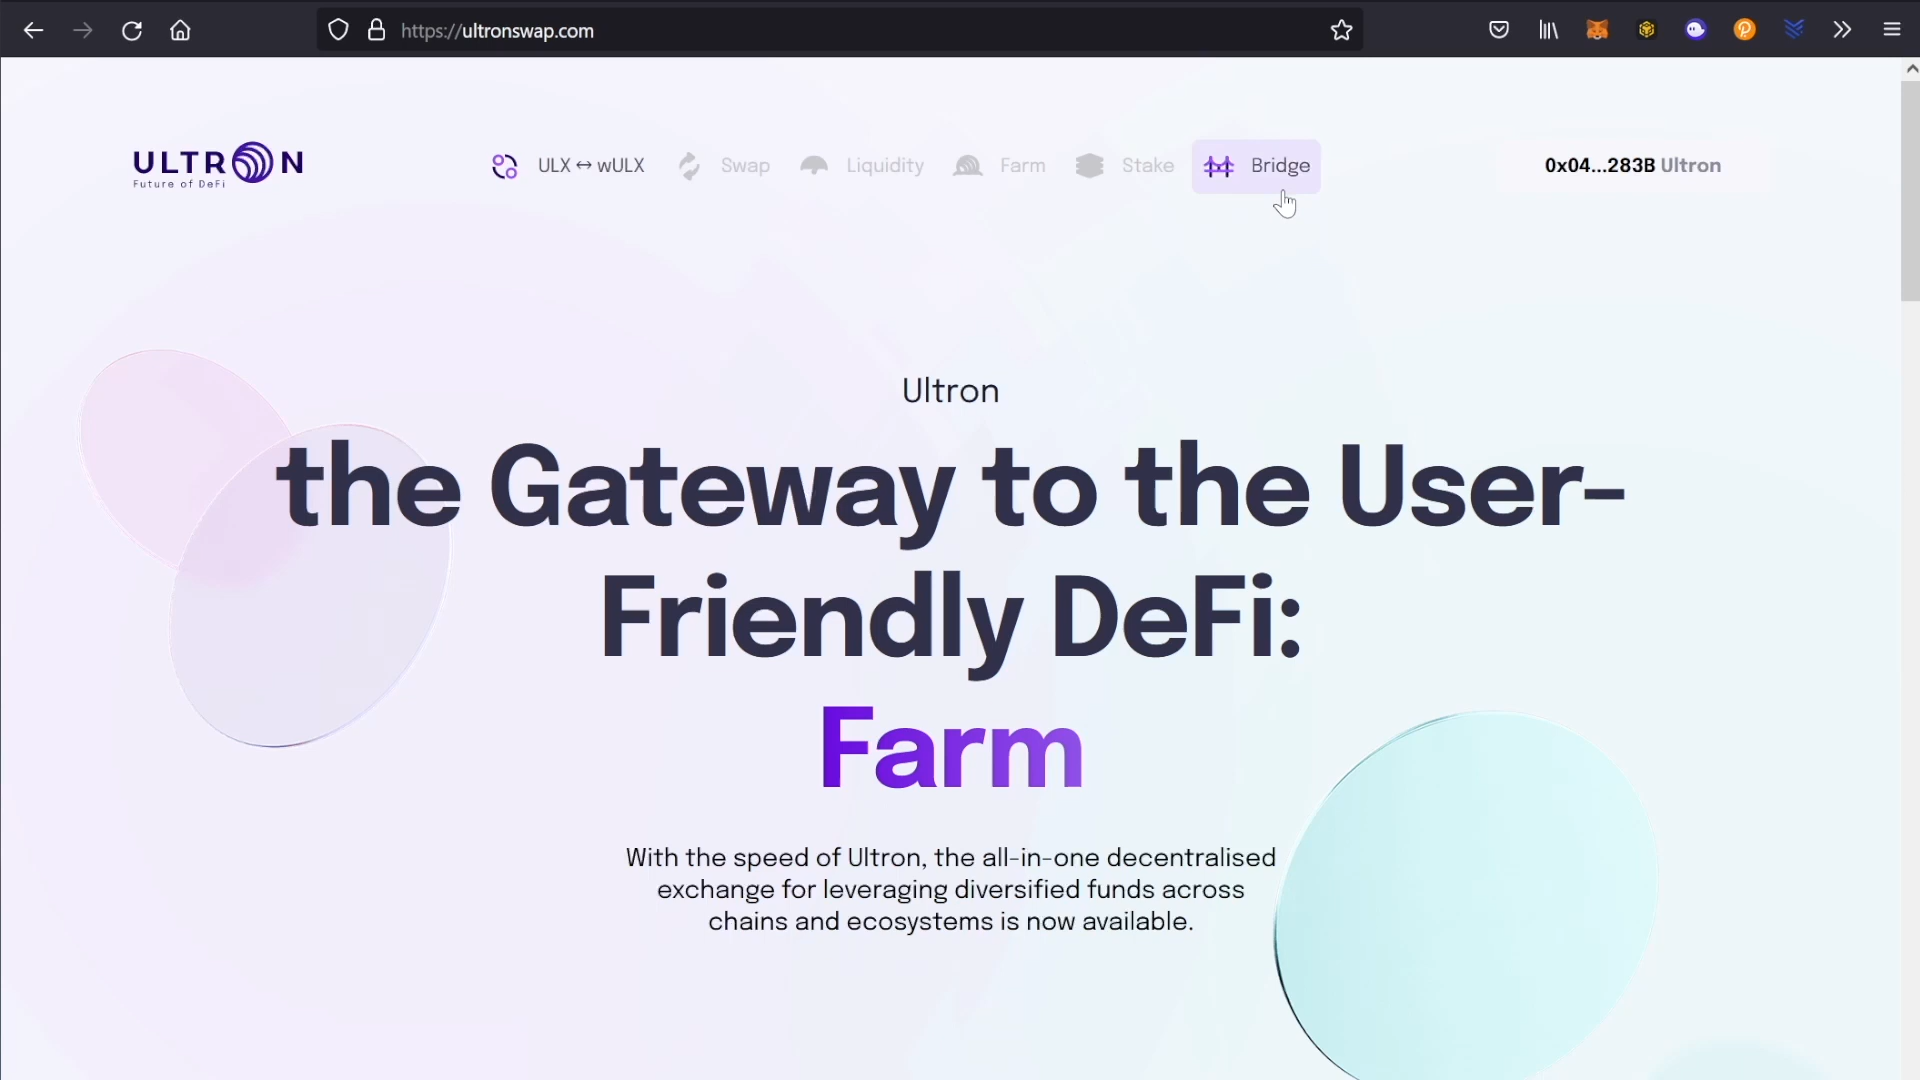 https://ultronswap.com
ULTRON
Future of DeFi
ULX ↔ wULX
Swap
Liquidity
Farm
Stake
Bridge
0x04...283B Ultron
Ultron
the Gateway to the User-
Friendly DeFi:
Farm
With the speed of Ultron, the all-in-one decentralised
exchange for leveraging diversified funds across
chains and ecosystems is now available.